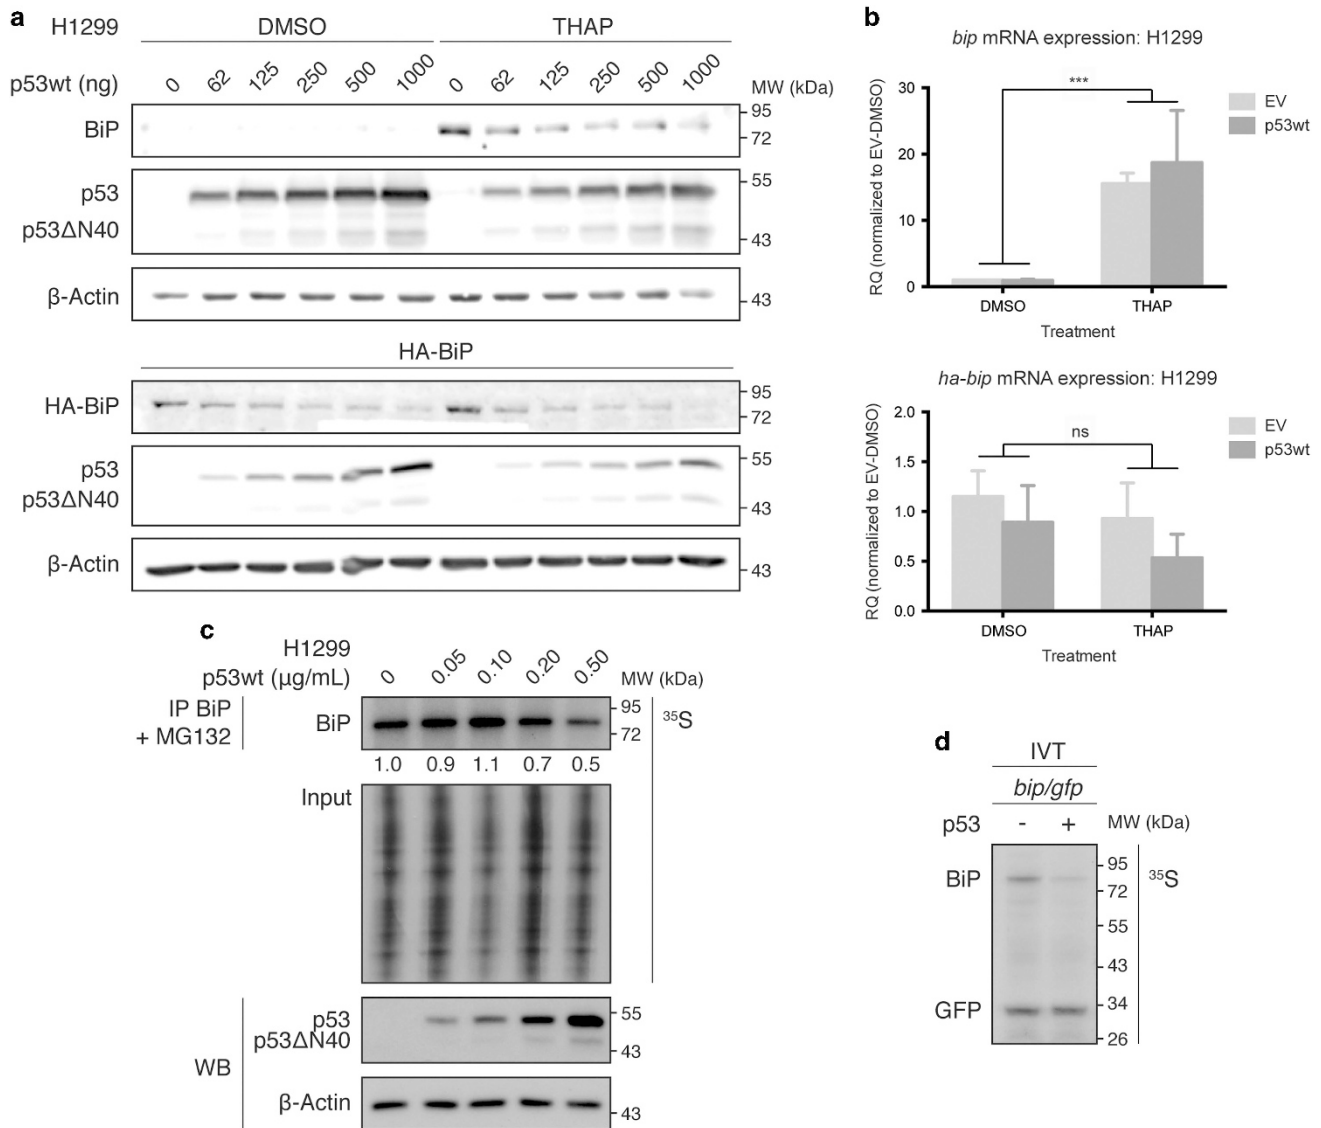 a
H1299 DMSO THAP
p53wt (ng) 0 62 125 250 500 1000 0 62 125 250 500 1000 MW (kDa)
BiP 95
72
p53 55
p53ΔN40 43
β-Actin 43
HA-BiP
HA-BiP 95
72
p53 55
p53ΔN40 43
β-Actin 43
b
bip mRNA expression: H1299
RQ (normalized to EV-DMSO)
30
20
10
0
***
EV
p53wt
DMSO THAP
Treatment
ha-bip mRNA expression: H1299
RQ (normalized to EV-DMSO)
2.0
1.5
1.0
0.5
0.0
ns
EV
p53wt
DMSO THAP
Treatment
c
H1299
p53wt (µg/mL) 0 0.05 0.10 0.20 0.50 MW (kDa)
IP BiP
+ MG132
BiP 95
72
³⁵S
1.0 0.9 1.1 0.7 0.5
Input
WB
p53 55
p53ΔN40 43
β-Actin 43
d
IVT
bip/gfp
p53 - + MW (kDa)
BiP 95
72
³⁵S
55
43
GFP 34
26